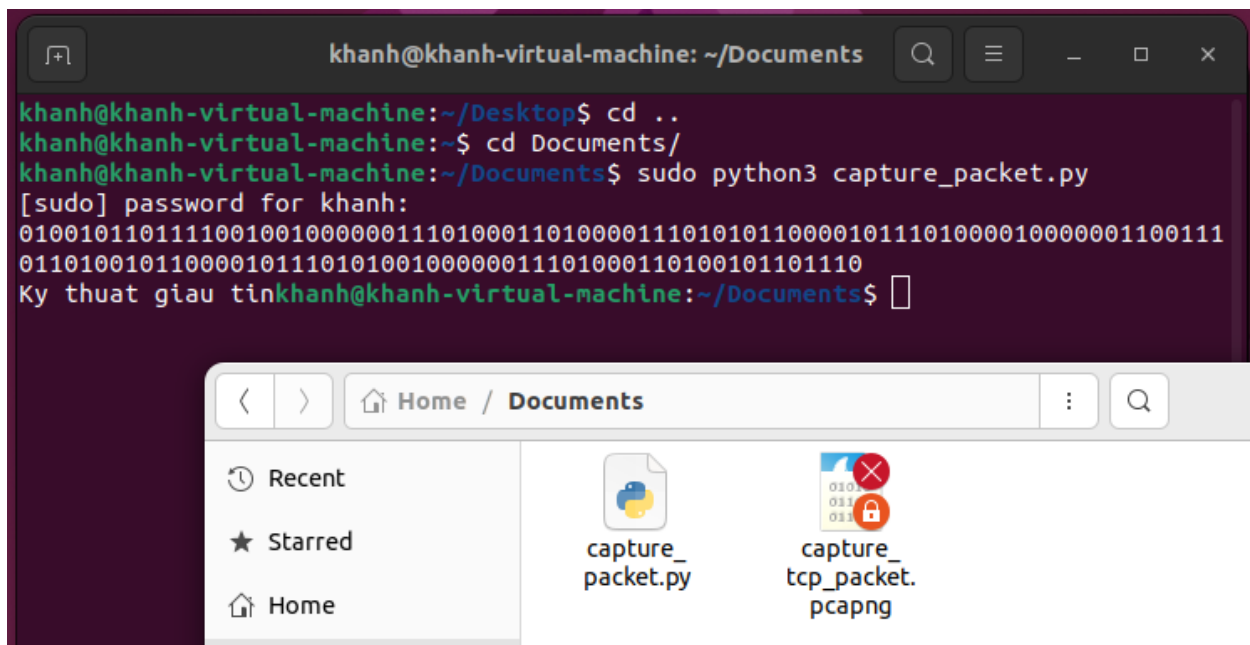 khanh@khanh-virtual-machine: ~/Documents
khanh@khanh-virtual-machine:~/Desktop$ cd ..
khanh@khanh-virtual-machine:~$ cd Documents/
khanh@khanh-virtual-machine:~/Documents$ sudo python3 capture_packet.py
[sudo] password for khanh:
01001011011110010010000001110100011010000111010101100001011101000010000001100111
01101001011000010111010100100000011101000110100101101110
Ky thuat giau tinkhanh@khanh-virtual-machine:~/Documents$
Home / Documents
Recent
Starred
Home
capture_
packet.py
capture_
tcp_packet.
pcapng